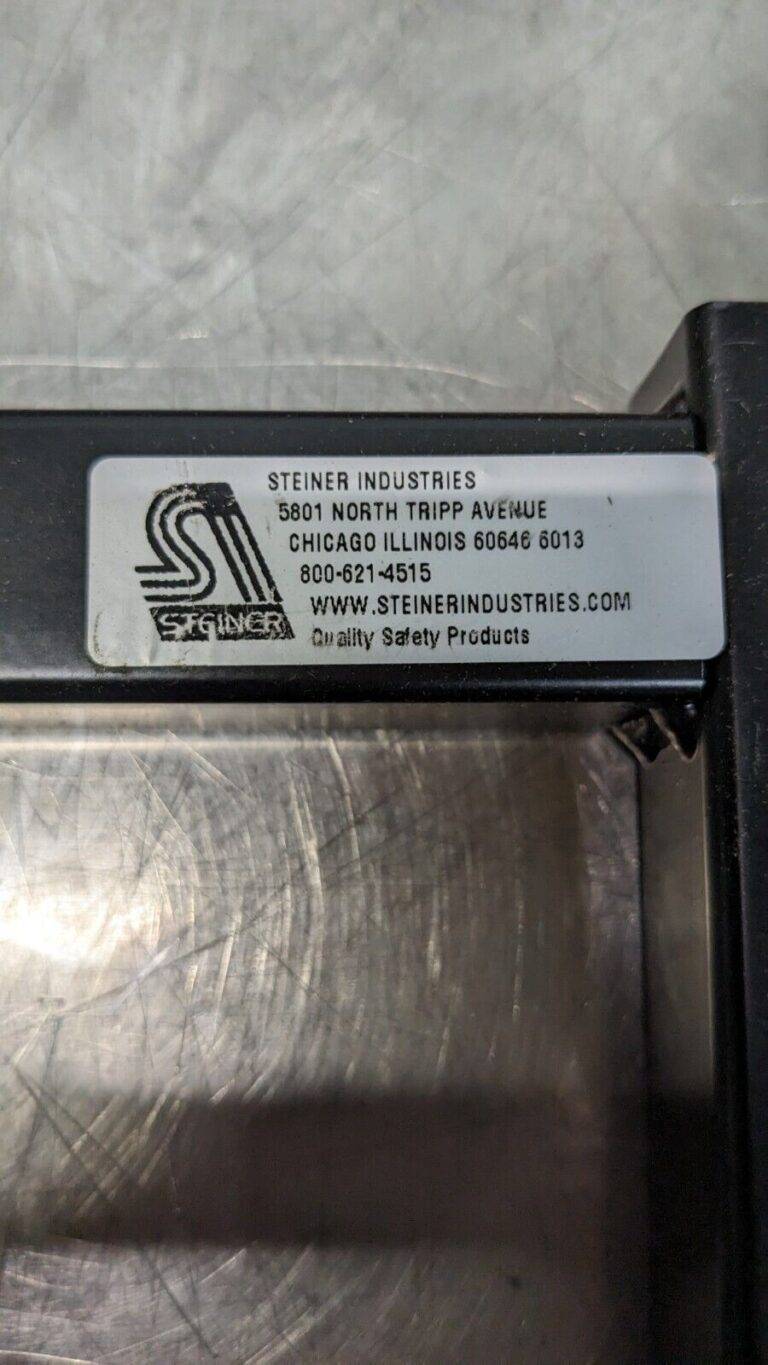 STEINER INDUSTRIES
5801 NORTH TRIPP AVENUE
CHICAGO ILLINOIS 60646 6013
800-621-4515
WWW.STEINERINDUSTRIES.COM
STEINER
Quality Safety Products